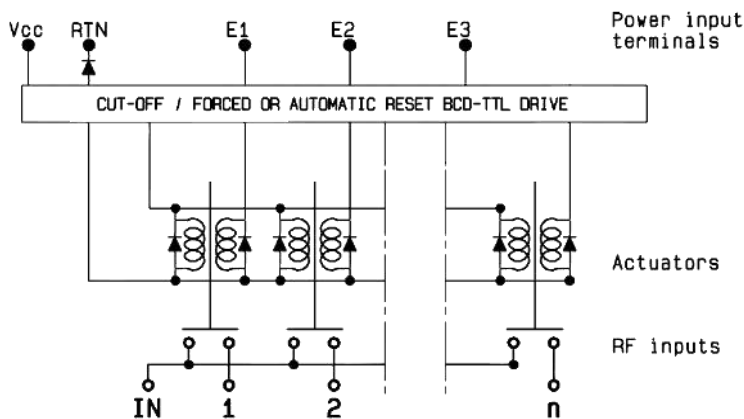 Vcc RTN E1 E2 E3
Power input
terminals
CUT-OFF / FORCED OR AUTOMATIC RESET BCD-TTL DRIVE
Actuators
RF inputs
IN 1 2 n